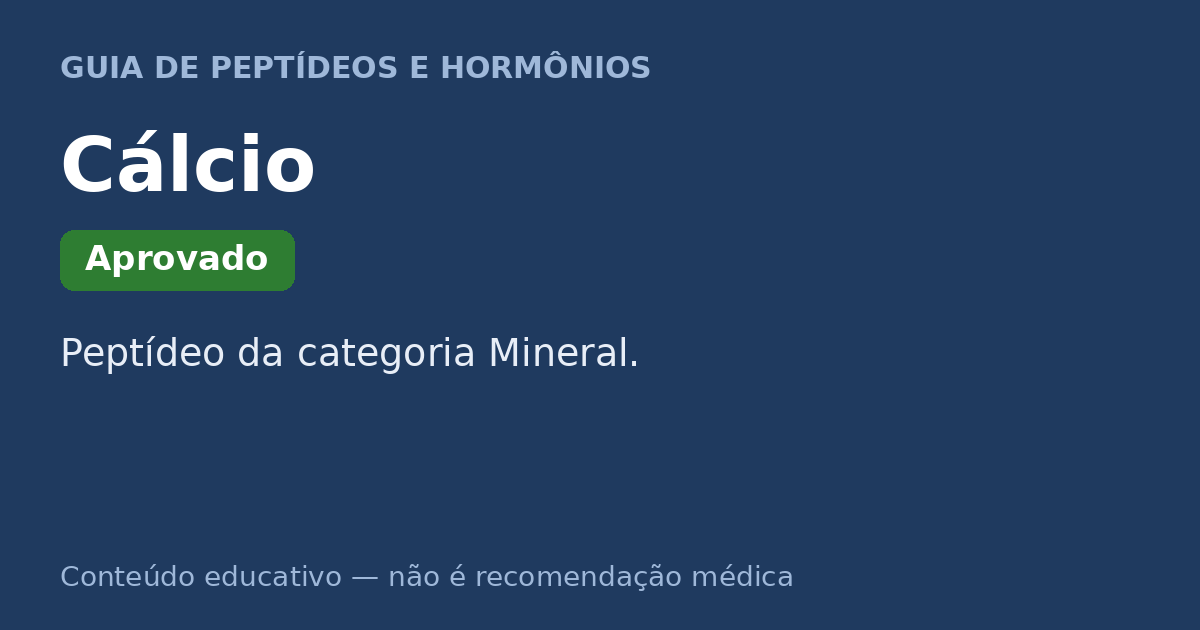 GUIA DE PEPTÍDEOS E HORMÔNIOS
Cálcio
Aprovado
Peptídeo da categoria Mineral.
Conteúdo educativo — não é recomendação médica